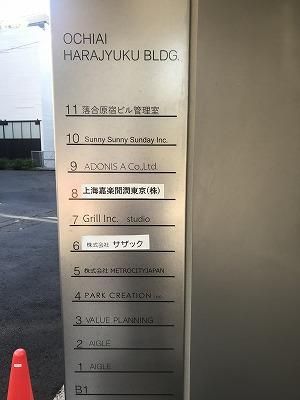 OCHIAI
HARAJYUKU BLDG.
11 落合原宿ビル管理室
10 Sunny Sunny Sunday Inc.
9 ADONIS A Co.,Ltd.
8 上海嘉楽間潤東京(株)
7 Grill Inc. studio
6 株式会社 サザック
5 株式会社 METROCITYJAPAN
4 PARK CREATION Inc.
3 VALUE PLANNING
2 AIGLE
1 AIGLE
B1